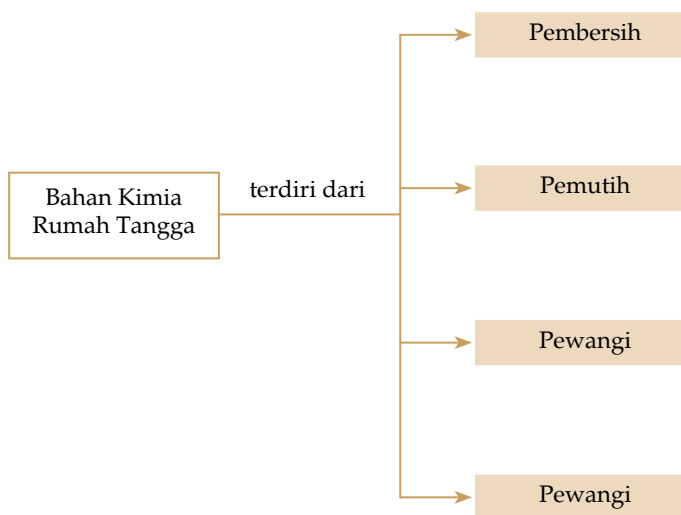 Pembersih
Pemutih
terdiri dari
Bahan Kimia
Rumah Tangga
Pewangi
Pewangi